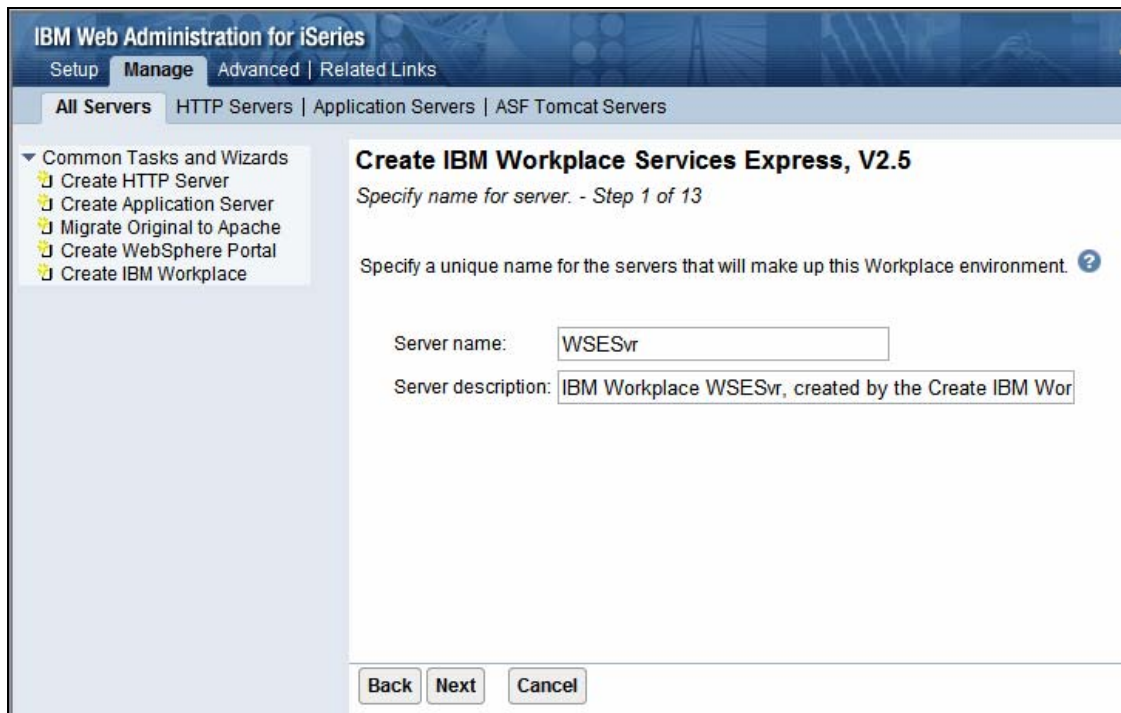 IBM Web Administration for iSeries
Setup Manage Advanced | Related Links
All Servers HTTP Servers | Application Servers | ASF Tomcat Servers
Common Tasks and Wizards
Create HTTP Server
Create Application Server
Migrate Original to Apache
Create WebSphere Portal
Create IBM Workplace
Create IBM Workplace Services Express, V2.5
Specify name for server. - Step 1 of 13
Specify a unique name for the servers that will make up this Workplace environment. ?
Server name: WSESvr
Server description: IBM Workplace WSESvr, created by the Create IBM Wor
Back Next Cancel